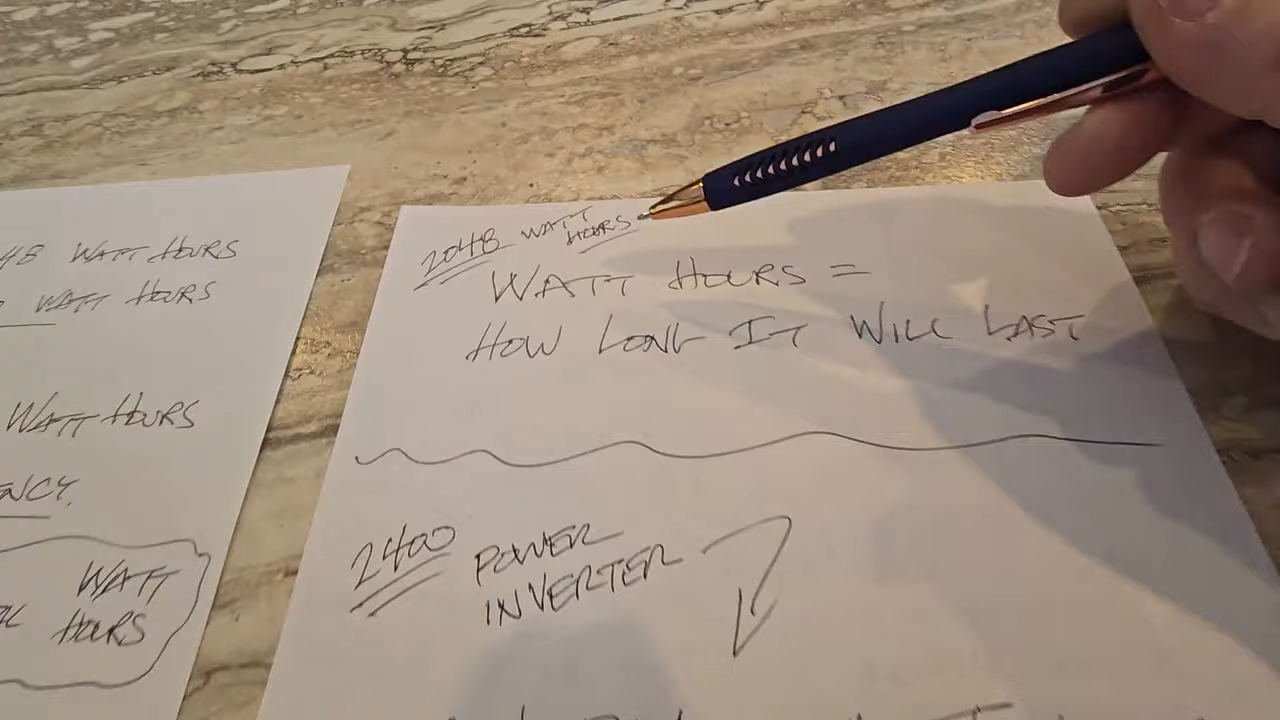 48 WATT HOURS
WATT HOURS
WATT HOURS
WATT
HOURS
2048 WATT
HOURS
WATT HOURS =
HOW LONG IT WILL LAST
2400 POWER
INVERTER